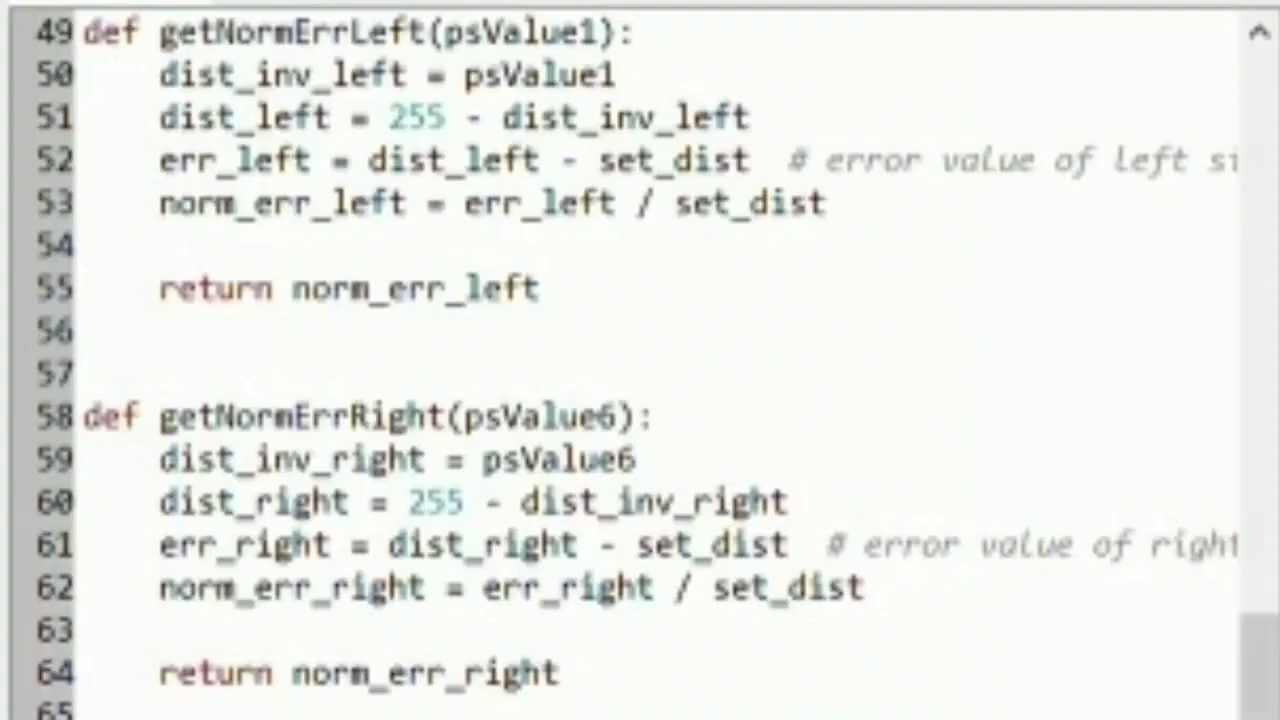 49 def getNormErrLeft(psValue1):
50     dist_inv_left = psValue1
51     dist_left = 255 - dist_inv_left
52     err_left = dist_left - set_dist  # error value of left si
53     norm_err_left = err_left / set_dist
54
55     return norm_err_left
56
57
58 def getNormErrRight(psValue6):
59     dist_inv_right = psValue6
60     dist_right = 255 - dist_inv_right
61     err_right = dist_right - set_dist  # error value of right
62     norm_err_right = err_right / set_dist
63
64     return norm_err_right
65